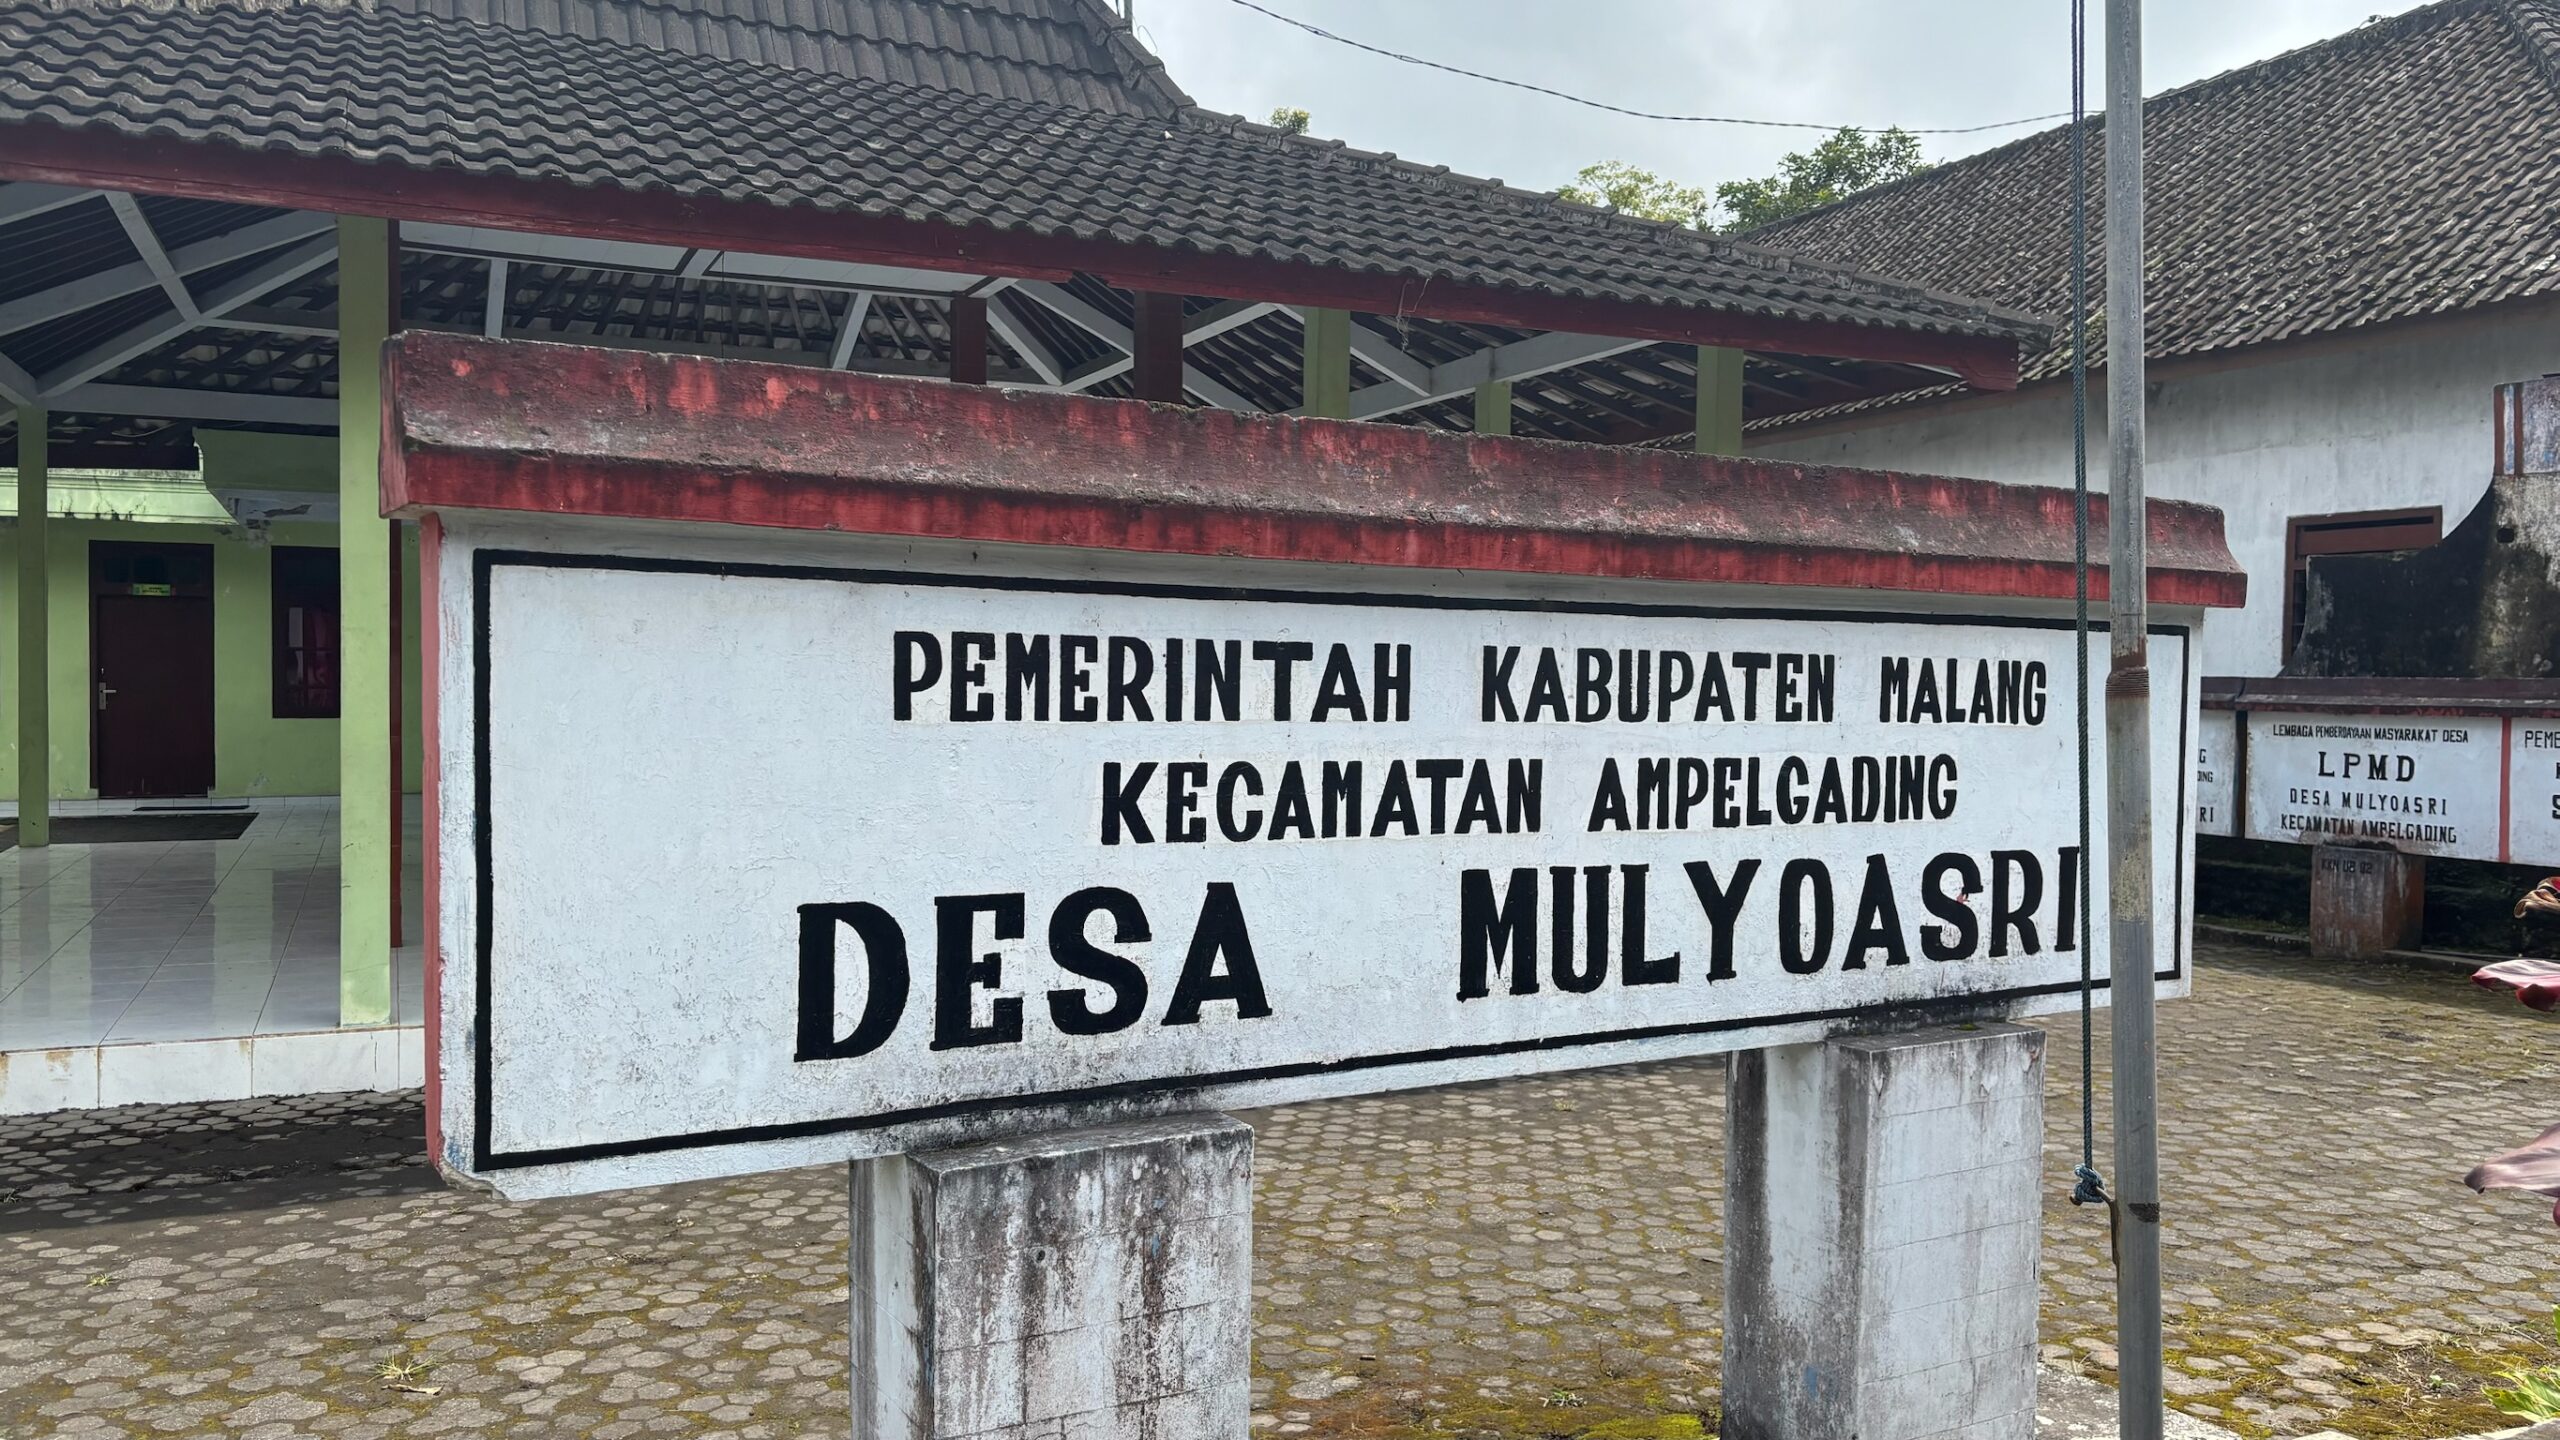 PEMERINTAH KABUPATEN MALANG
KECAMATAN AMPELGADING
DESA MULYOASRI
LEMBAGA PEMBERDAYAAN MASYARAKAT DESA
LPMD
DESA MULYOASRI
KECAMATAN AMPELGADING